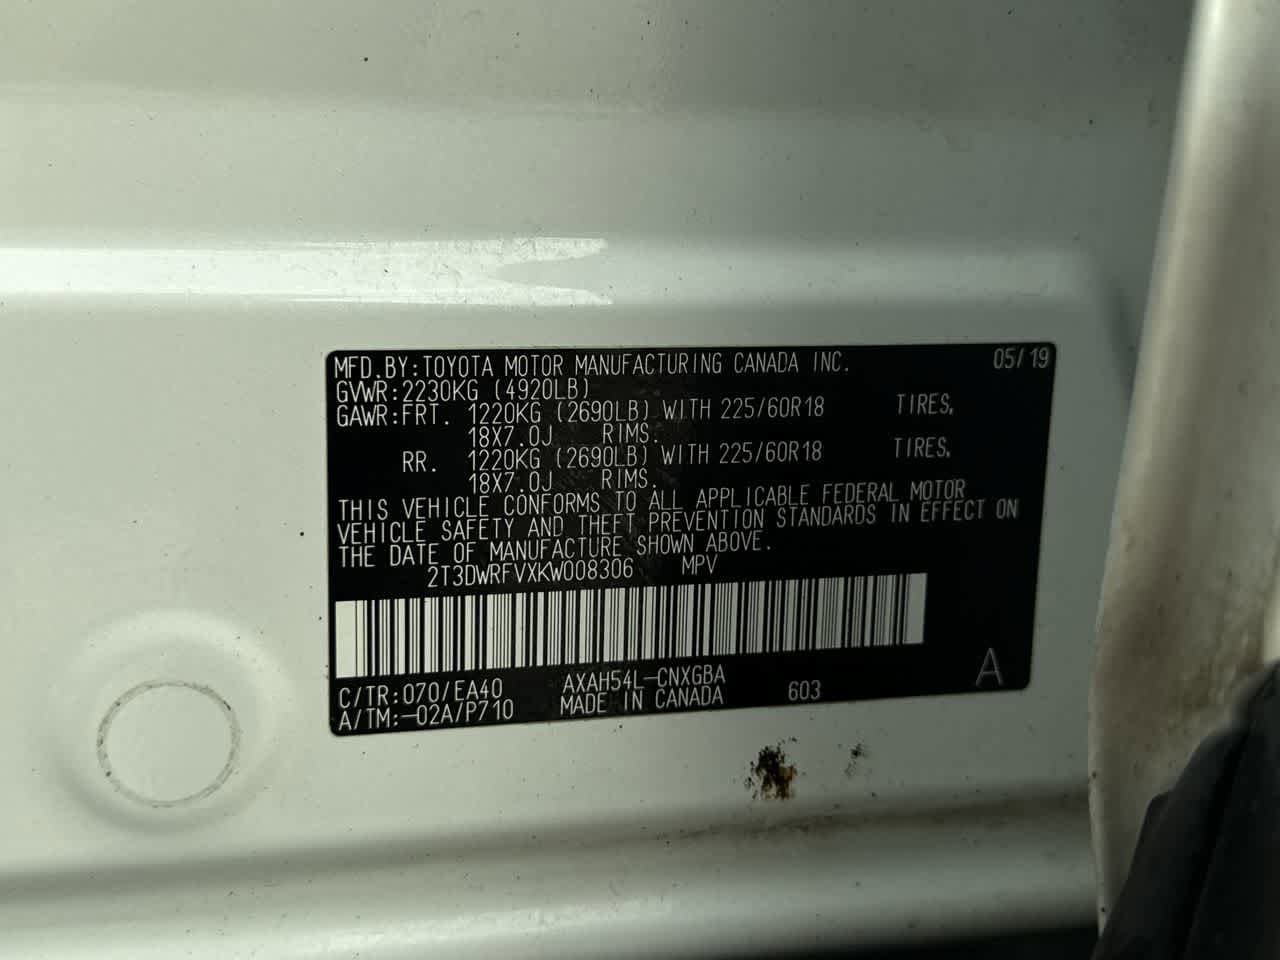 MFD.BY:TOYOTA MOTOR MANUFACTURING CANADA INC. 05/19
GVWR:2230KG (4920LB)
GAWR:FRT. 1220KG (2690LB) WITH 225/60R18 TIRES,
18X7.0J RIMS.
RR. 1220KG (2690LB) WITH 225/60R18 TIRES,
18X7.0J RIMS.
THIS VEHICLE CONFORMS TO ALL APPLICABLE FEDERAL MOTOR
VEHICLE SAFETY AND THEFT PREVENTION STANDARDS IN EFFECT ON
THE DATE OF MANUFACTURE SHOWN ABOVE.
2T3DWRFVXKW008306 MPV
C/TR:070/EA40 AXAH54L-CNXGBA A
A/TM:-02A/P710 MADE IN CANADA 603